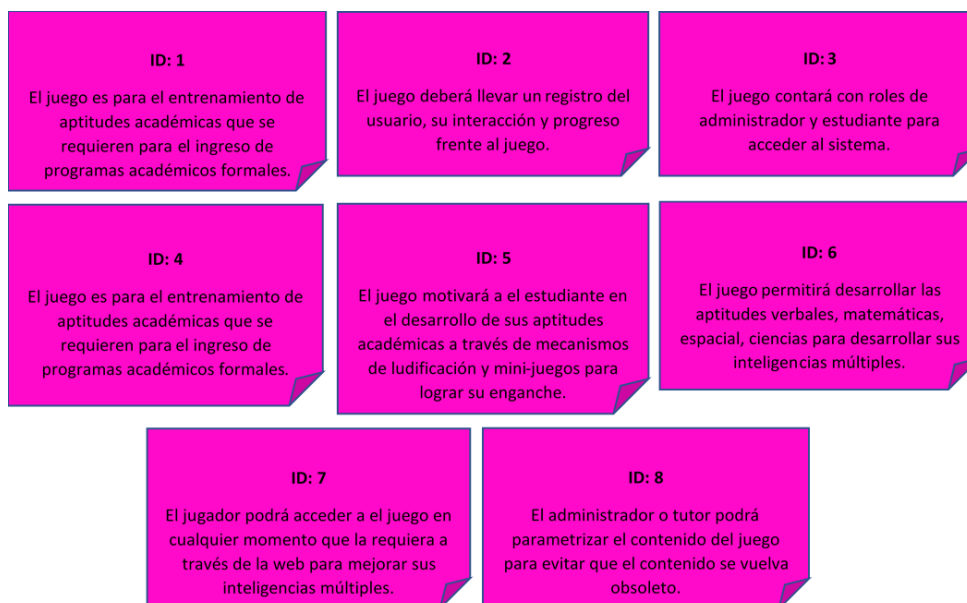 ID: 1
El juego es para el entrenamiento de
aptitudes académicas que se
requieren para el ingreso de
programas académicos formales.
ID: 2
El juego deberá llevar un registro del
usuario, su interacción y progreso
frente al juego.
ID: 3
El juego contará con roles de
administrador y estudiante para
acceder al sistema.
ID: 4
El juego es para el entrenamiento de
aptitudes académicas que se
requieren para el ingreso de
programas académicos formales.
ID: 5
El juego motivará a el estudiante en
el desarrollo de sus aptitudes
académicas a través de mecanismos
de ludificación y mini-juegos para
lograr su enganche.
ID: 6
El juego permitirá desarrollar las
aptitudes verbales, matemáticas,
espacial, ciencias para desarrollar sus
inteligencias múltiples.
ID: 7
El jugador podrá acceder a el juego en
cualquier momento que la requiera a
través de la web para mejorar sus
inteligencias múltiples.
ID: 8
El administrador o tutor podrá
parametrizar el contenido del juego
para evitar que el contenido se vuelva
obsoleto.